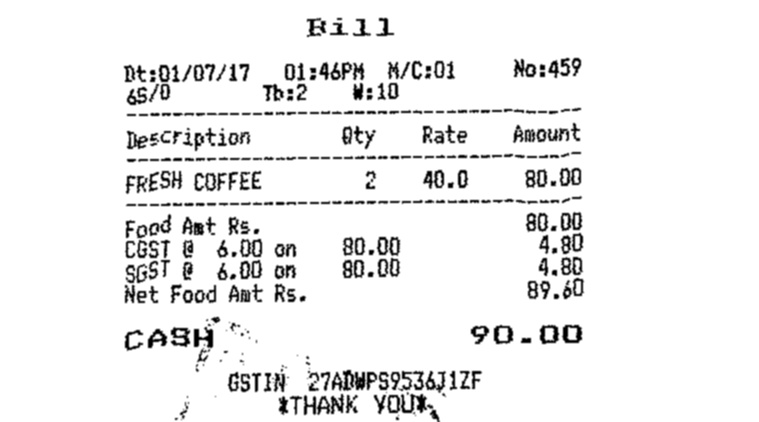 Bill
Dt:01/07/17 01:46PM M/C:01 No:459
6S/0 Tb:2 W:10
Description Qty Rate Amount
FRESH COFFEE 2 40.0 80.00
Food Amt Rs. 80.00
CGST @ 6.00 on 80.00 4.80
SGST @ 6.00 on 80.00 4.80
Net Food Amt Rs. 89.60
CASH 90.00
GSTIN 27ADWPS9536J1ZF
*THANK YOU*